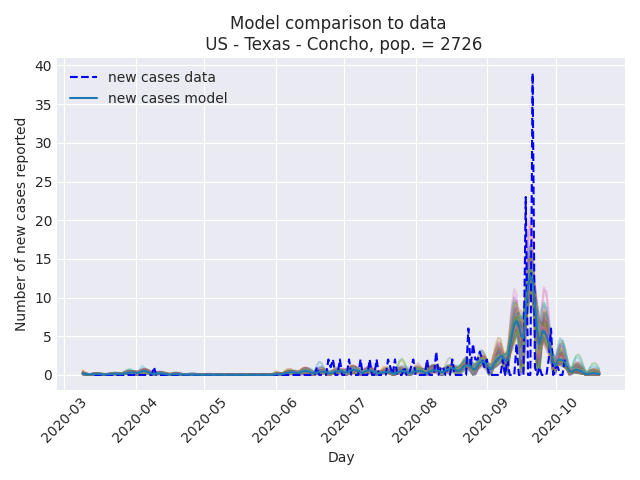 Model comparison to data
US - Texas - Concho, pop. = 2726
Number of new cases reported
40
35
30
25
20
15
10
5
0
new cases data
new cases model
2020-03
2020-04
2020-05
2020-06
2020-07
2020-08
2020-09
2020-10
Day